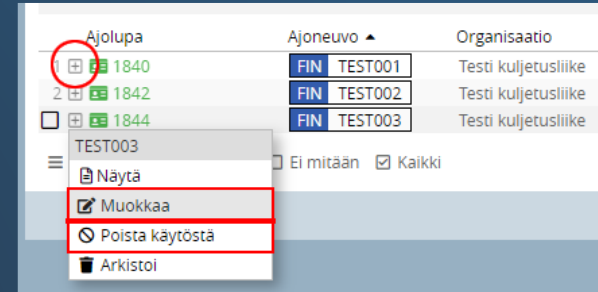 Ajolupa Ajoneuvo ▲ Organisaatio
1 1840 FIN TEST001 Testi kuljetusliike
2 1842 FIN TEST002 Testi kuljetusliike
1844 FIN TEST003 Testi kuljetusliike
Ei mitään Kaikki
TEST003
Näytä
Muokkaa
Poista käytöstä
Arkistoi